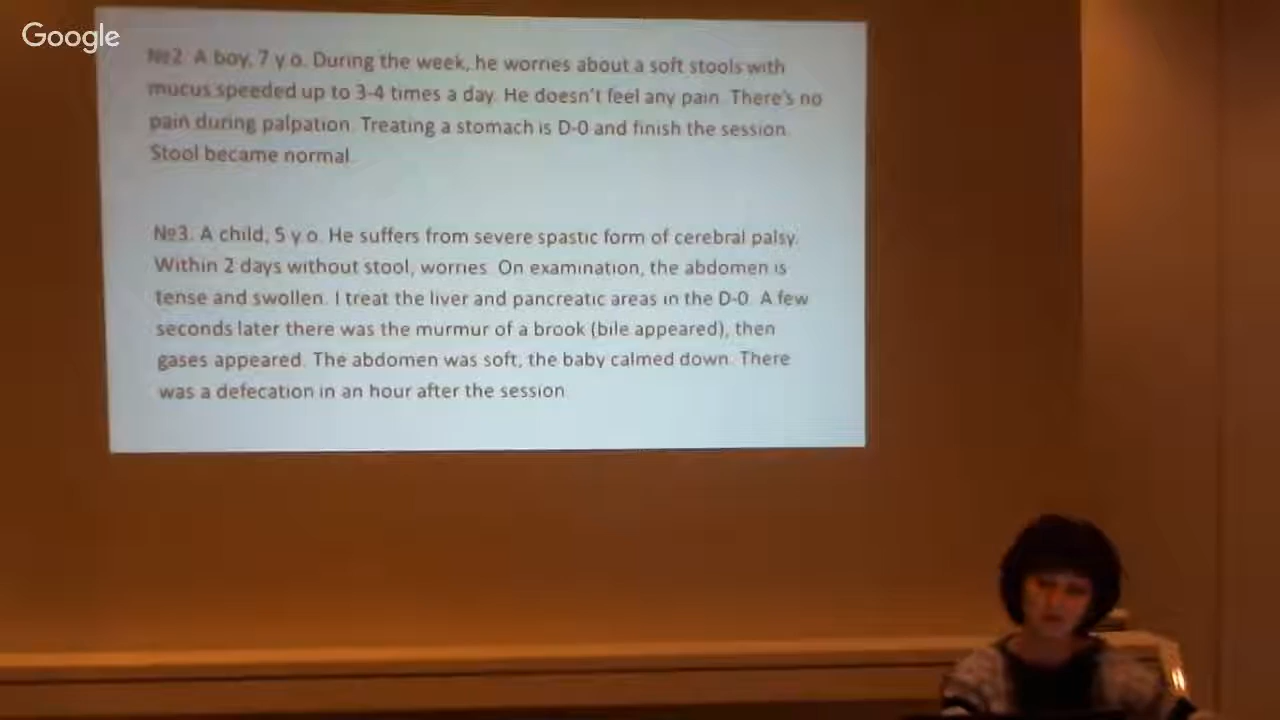 Google
№2. A boy, 7 y.o. During the week, he worries about a soft stools with
mucus speeded up to 3-4 times a day. He doesn't feel any pain. There's no
pain during palpation. Treating a stomach is D-0 and finish the session.
Stool became normal.
№3. A child, 5 y.o. He suffers from severe spastic form of cerebral palsy.
Within 2 days without stool, worries. On examination, the abdomen is
tense and swollen. I treat the liver and pancreatic areas in the D-0. A few
seconds later there was the murmur of a brook (bile appeared), then
gases appeared. The abdomen was soft, the baby calmed down. There
was a defecation in an hour after the session.